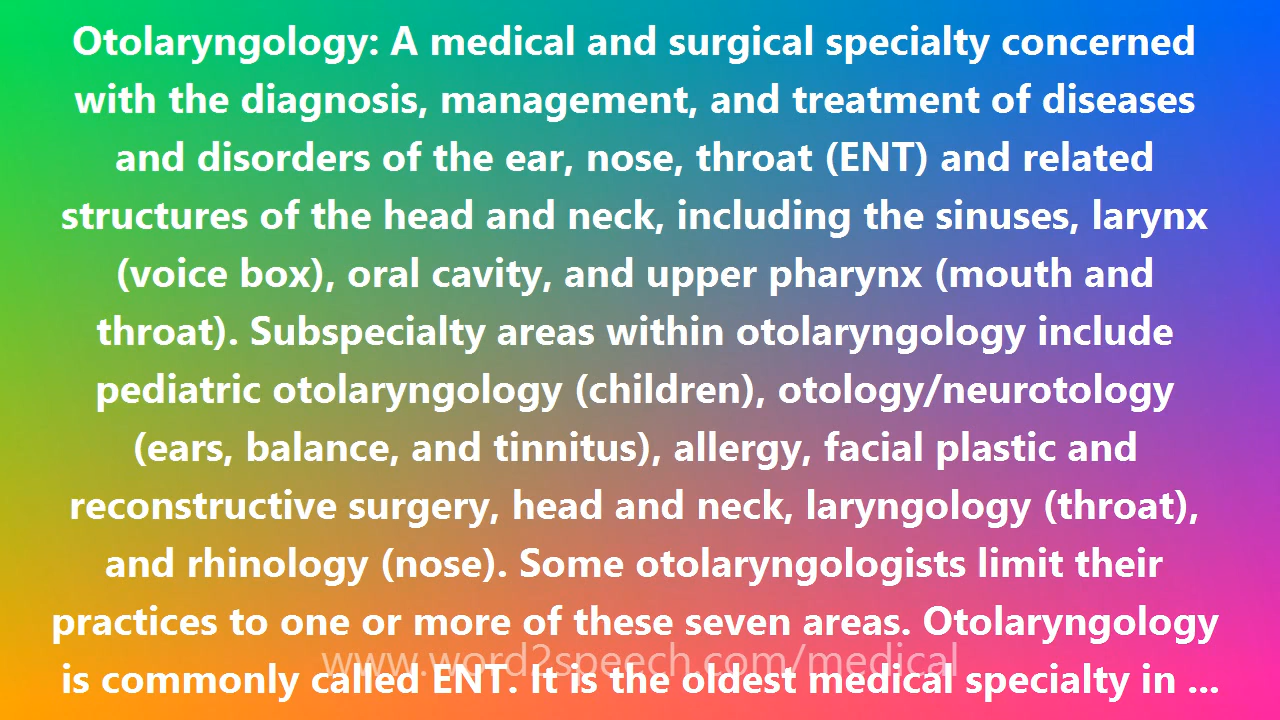 Otolaryngology: A medical and surgical specialty concerned
with the diagnosis, management, and treatment of diseases
and disorders of the ear, nose, throat (ENT) and related
structures of the head and neck, including the sinuses, larynx
(voice box), oral cavity, and upper pharynx (mouth and
throat). Subspecialty areas within otolaryngology include
pediatric otolaryngology (children), otology/neurotology
(ears, balance, and tinnitus), allergy, facial plastic and
reconstructive surgery, head and neck, laryngology (throat),
and rhinology (nose). Some otolaryngologists limit their
practices to one or more of these seven areas. Otolaryngology
www.word2speech.com/medical
is commonly called ENT. It is the oldest medical specialty in ...